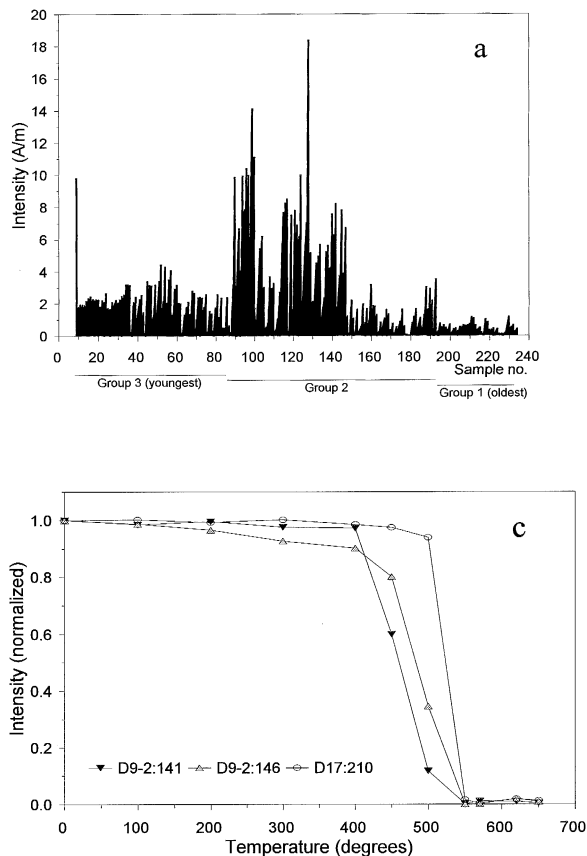 a
20
18
16
14
12
10
8
6
4
2
0
Intensity (A/m)
0 20 40 60 80 100 120 140 160 180 200 220 240
Sample no.
Group 3 (youngest) Group 2 Group 1 (oldest)
c
1.0
0.8
0.6
0.4
0.2
0.0
Intensity (normalized)
D9-2:141 D9-2:146 D17:210
0 100 200 300 400 500 600 700
Temperature (degrees)